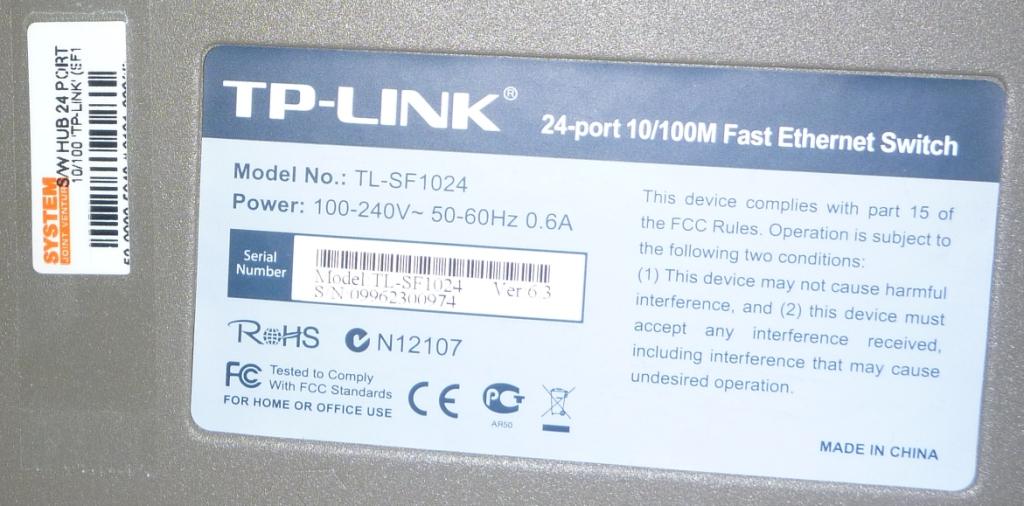 SYSTEM
JOINT VENTURE
S/W HUB 24 PORT
10/100 'TP-LINK' (SF1
TP-LINK®
24-port 10/100M Fast Ethernet Switch
Model No.: TL-SF1024
Power: 100-240V~ 50-60Hz 0.6A
Serial
Number
Model TL-SF1024 Ver 6.3
S/N 09962300974
RoHS N12107
FC Tested to Comply
With FCC Standards
FOR HOME OR OFFICE USE
CE
PCT
AR50
This device complies with part 15 of
the FCC Rules. Operation is subject to
the following two conditions:
(1) This device may not cause harmful
interference, and (2) this device must
accept any interference received,
including interference that may cause
undesired operation.
MADE IN CHINA